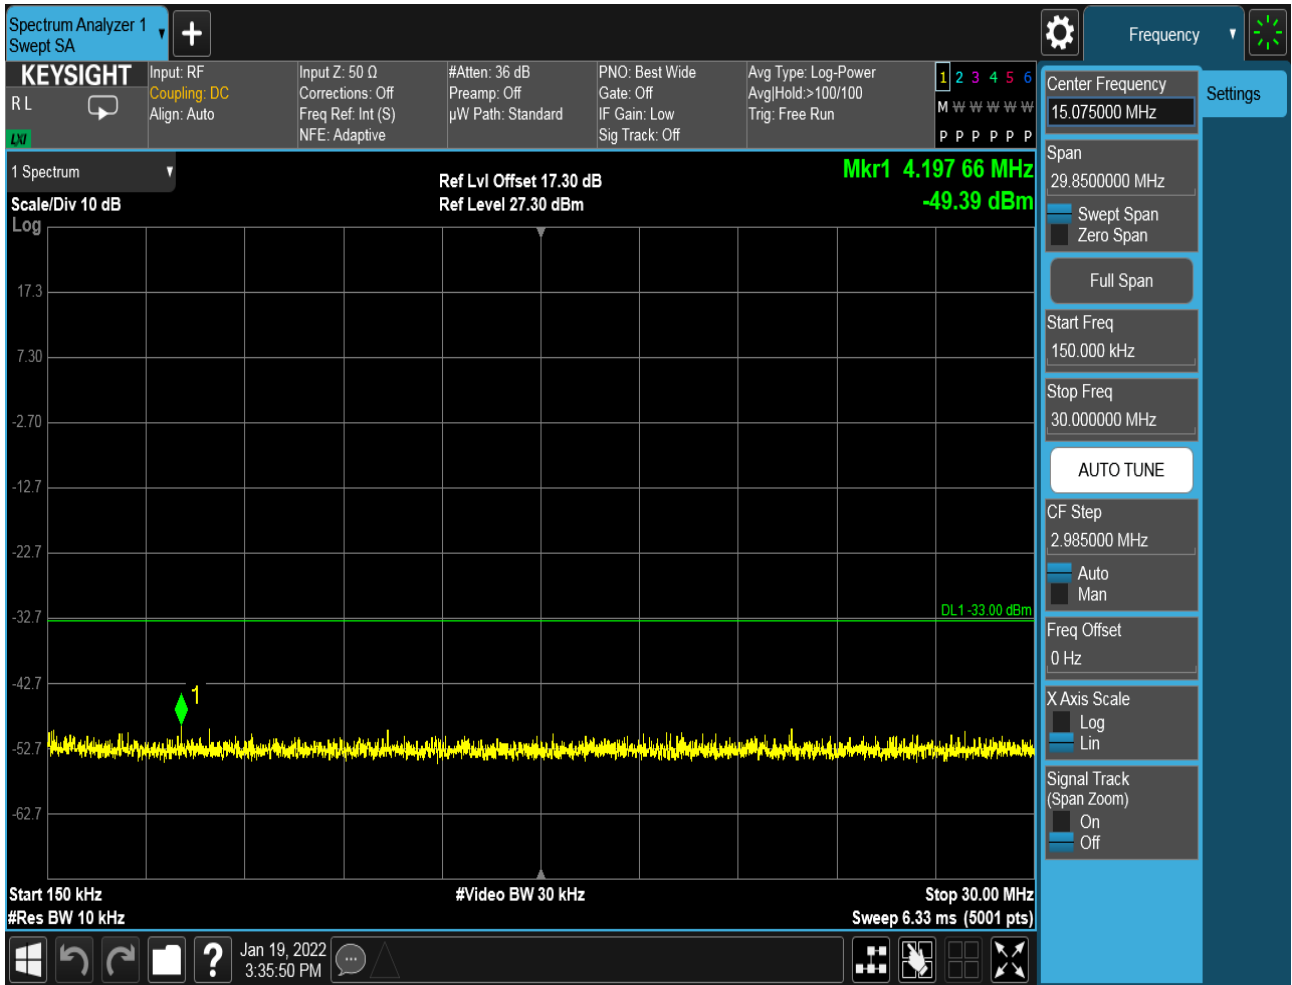 Spectrum Analyzer 1
Swept SA
Frequency
KEYSIGHT
R L
LXI
Input: RF
Coupling: DC
Align: Auto
Input Z: 50 Ω
Corrections: Off
Freq Ref: Int (S)
NFE: Adaptive
#Atten: 36 dB
Preamp: Off
µW Path: Standard
PNO: Best Wide
Gate: Off
IF Gain: Low
Sig Track: Off
Avg Type: Log-Power
Avg|Hold:>100/100
Trig: Free Run
1 2 3 4 5 6
M W W W W W
P P P P P P
1 Spectrum
Scale/Div 10 dB
Log
Ref Lvl Offset 17.30 dB
Ref Level 27.30 dBm
Mkr1 4.197 66 MHz
-49.39 dBm
17.3
7.30
-2.70
-12.7
-22.7
-32.7
-42.7
-52.7
-62.7
DL1 -33.00 dBm
1
Start 150 kHz
#Video BW 30 kHz
Stop 30.00 MHz
#Res BW 10 kHz
Sweep 6.33 ms (5001 pts)
Jan 19, 2022
3:35:50 PM
Center Frequency
15.075000 MHz
Settings
Span
29.8500000 MHz
Swept Span
Zero Span
Full Span
Start Freq
150.000 kHz
Stop Freq
30.000000 MHz
AUTO TUNE
CF Step
2.985000 MHz
Auto
Man
Freq Offset
0 Hz
X Axis Scale
Log
Lin
Signal Track
(Span Zoom)
On
Off